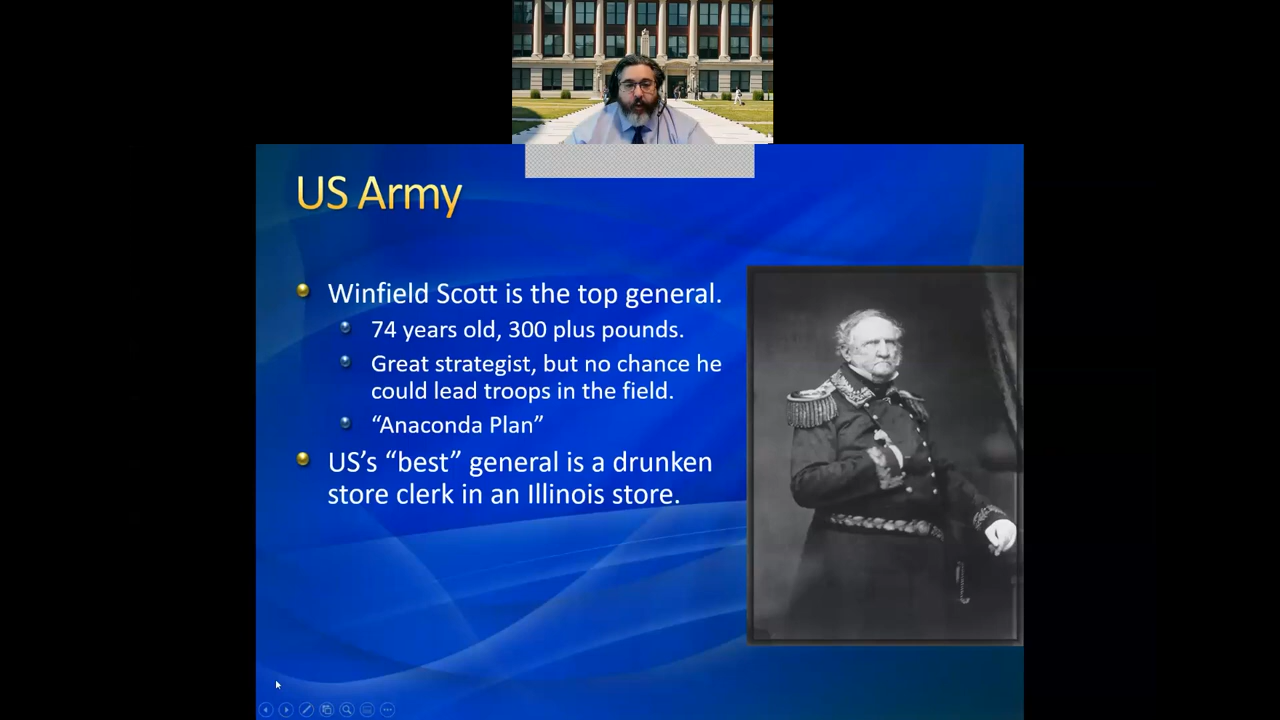 US Army
Winfield Scott is the top general.
74 years old, 300 plus pounds.
Great strategist, but no chance he
could lead troops in the field.
“Anaconda Plan”
US’s “best” general is a drunken
store clerk in an Illinois store.